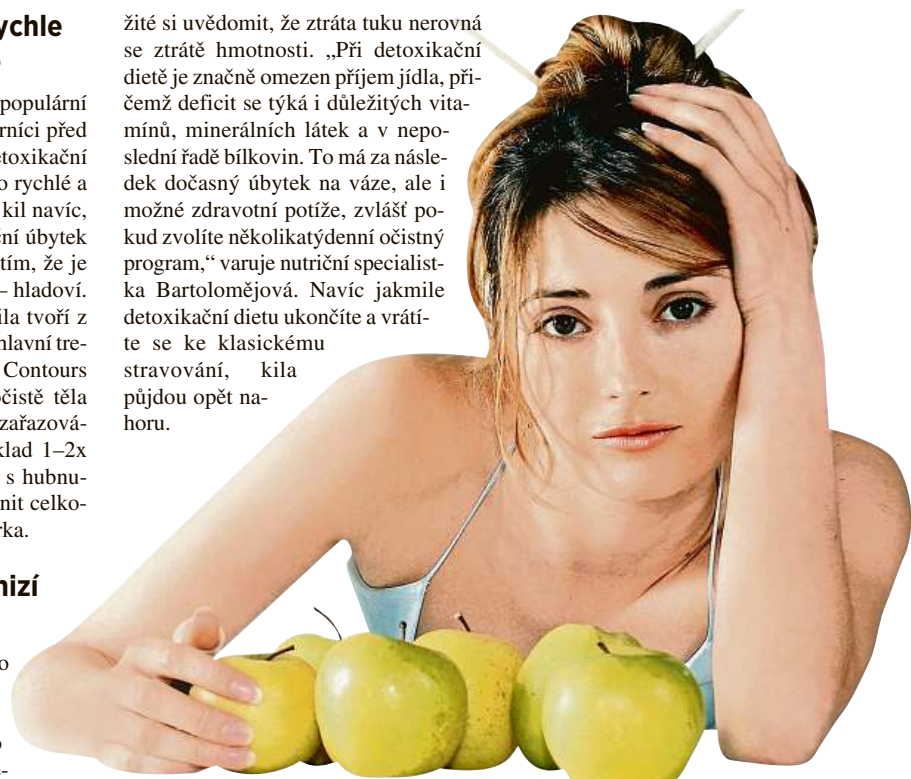 ychle
populární
rníci před
etoxikační
o rychlé a
kil navíc,
ní úbytek
tím, že je
– hladoví.
ila tvoří z
hlavní tre-
Contours
čistě těla
zařazová-
klad 1–2x
s hubnu-
nit celko-
rka.
nizí
o
žité si uvědomit, že ztráta tuku nerovná
se ztrátě hmotnosti. „Při detoxikační
dietě je značně omezen příjem jídla, při-
čemž deficit se týká i důležitých vita-
mínů, minerálních látek a v nepo-
slední řadě bílkovin. To má za násle-
dek dočasný úbytek na váze, ale i
možné zdravotní potíže, zvlášť po-
kud zvolíte několikatýdenní očistný
program,“ varuje nutriční specialist-
ka Bartolomějová. Navíc jakmile
detoxikační dietu ukončíte a vrátí-
te se ke klasickému
stravování, kila
půjdou opět na-
horu.